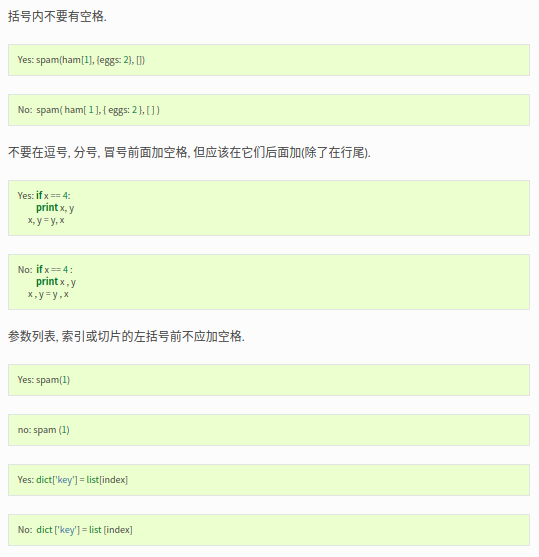 括号内不要有空格.
Yes: spam(ham[1], {eggs: 2}, [])
No:  spam( ham[ 1 ], { eggs: 2 }, [ ] )
不要在逗号, 分号, 冒号前面加空格, 但应该在它们后面加(除了在行尾).
Yes: if x == 4:
print x, y
x, y = y, x
No:  if x == 4 :
print x , y
x , y = y , x
参数列表, 索引或切片的左括号前不应加空格.
Yes: spam(1)
no: spam (1)
Yes: dict['key'] = list[index]
No:  dict ['key'] = list [index]